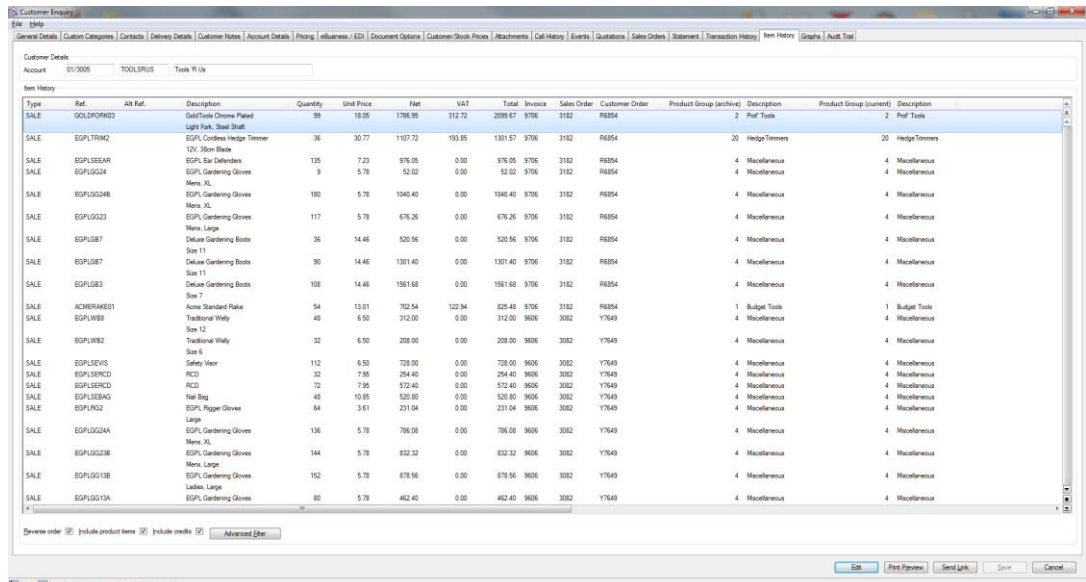 Customer Enquiry
File Help
General Details Custom Categories Contacts Delivery Details Customer Notes Account Details Pricing eBusiness / EDI Document Options Customer/Stock Prices Attachments Call History Events Quotations Sales Orders Statement Transaction History Item History Graphs Audit Trail
Customer Details
Account 01/3005 TOOLSRUS Tools 'R Us
Item History
Type Ref. Alt Ref. Description Quantity Unit Price Net VAT Total Invoice Sales Order Customer Order Product Group (archive) Description Product Group (current) Description
SALE GOLDFORK03 GoldTools Chrome Plated 99 18.05 1786.95 312.72 2099.67 9706 3182 R6854 2 Prof' Tools 2 Prof' Tools
Light Fork, Steel Shaft
SALE EGPLTRIM2 EGPL Cordless Hedge Trimmer 36 30.77 1107.72 193.85 1301.57 9706 3182 R6854 20 HedgeTrimmers 20 HedgeTrimmers
12V, 38cm Blade
SALE EGPLSEEAR EGPL Ear Defenders 135 7.23 976.05 0.00 976.05 9706 3182 R6854 4 Miscellaneous 4 Miscellaneous
SALE EGPLGG24 EGPL Gardening Gloves 9 5.78 52.02 0.00 52.02 9706 3182 R6854 4 Miscellaneous 4 Miscellaneous
Mens, XL
SALE EGPLGG24B EGPL Gardening Gloves 180 5.78 1040.40 0.00 1040.40 9706 3182 R6854 4 Miscellaneous 4 Miscellaneous
Mens, XL
SALE EGPLGG23 EGPL Gardening Gloves 117 5.78 676.26 0.00 676.26 9706 3182 R6854 4 Miscellaneous 4 Miscellaneous
Mens, Large
SALE EGPLGB7 Deluxe Gardening Boots 36 14.46 520.56 0.00 520.56 9706 3182 R6854 4 Miscellaneous 4 Miscellaneous
Size 11
SALE EGPLGB7 Deluxe Gardening Boots 90 14.46 1301.40 0.00 1301.40 9706 3182 R6854 4 Miscellaneous 4 Miscellaneous
Size 11
SALE EGPLGB3 Deluxe Gardening Boots 108 14.46 1561.68 0.00 1561.68 9706 3182 R6854 4 Miscellaneous 4 Miscellaneous
Size 7
SALE ACMERAKE01 Acme Standard Rake 54 13.01 702.54 122.94 825.48 9706 3182 R6854 1 Budget Tools 1 Budget Tools
SALE EGPLWB8 Traditional Welly 48 6.50 312.00 0.00 312.00 9606 3082 Y7649 4 Miscellaneous 4 Miscellaneous
Size 12
SALE EGPLWB2 Traditional Welly 32 6.50 208.00 0.00 208.00 9606 3082 Y7649 4 Miscellaneous 4 Miscellaneous
Size 6
SALE EGPLSEVIS Safety Visor 112 6.50 728.00 0.00 728.00 9606 3082 Y7649 4 Miscellaneous 4 Miscellaneous
SALE EGPLSERCD RCD 32 7.95 254.40 0.00 254.40 9606 3082 Y7649 4 Miscellaneous 4 Miscellaneous
SALE EGPLSERCD RCD 72 7.95 572.40 0.00 572.40 9606 3082 Y7649 4 Miscellaneous 4 Miscellaneous
SALE EGPLSEBAG Nail Bag 48 10.85 520.80 0.00 520.80 9606 3082 Y7649 4 Miscellaneous 4 Miscellaneous
SALE EGPLRG2 EGPL Rigger Gloves 64 3.61 231.04 0.00 231.04 9606 3082 Y7649 4 Miscellaneous 4 Miscellaneous
Large
SALE EGPLGG24A EGPL Gardening Gloves 136 5.78 786.08 0.00 786.08 9606 3082 Y7649 4 Miscellaneous 4 Miscellaneous
Mens, XL
SALE EGPLGG23B EGPL Gardening Gloves 144 5.78 832.32 0.00 832.32 9606 3082 Y7649 4 Miscellaneous 4 Miscellaneous
Mens, Large
SALE EGPLGG13B EGPL Gardening Gloves 152 5.78 878.56 0.00 878.56 9606 3082 Y7649 4 Miscellaneous 4 Miscellaneous
Ladies, Large
SALE EGPLGG13A EGPL Gardening Gloves 80 5.78 462.40 0.00 462.40 9606 3082 Y7649 4 Miscellaneous 4 Miscellaneous
Reverse order Include product items Include credits Advanced Filter
Edit Print Preview Send Link Save Cancel